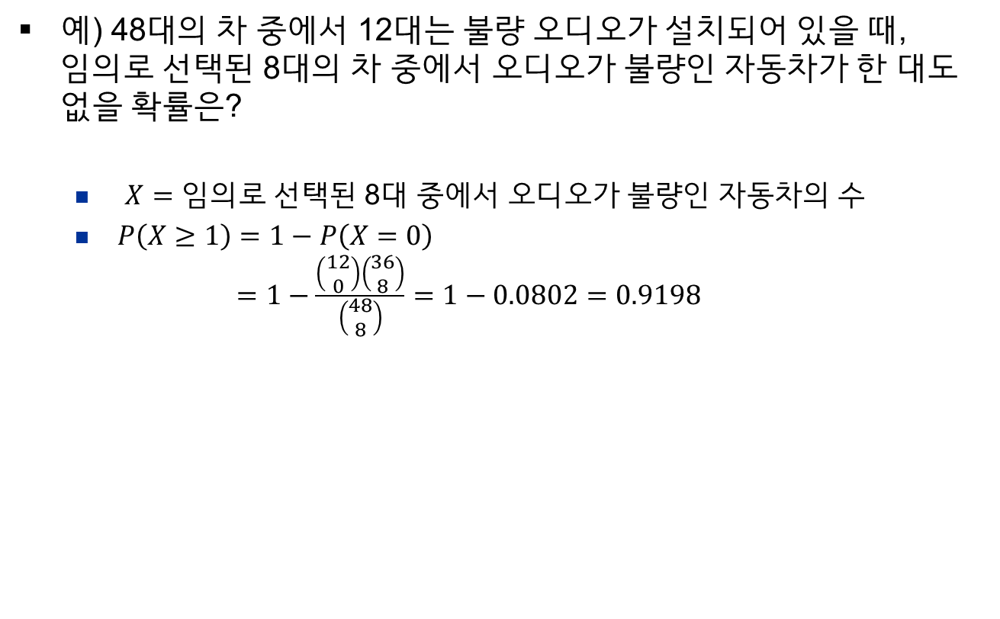 ▪ 예) 48대의 차 중에서 12대는 불량 오디오가 설치되어 있을 때,
임의로 선택된 8대의 차 중에서 오디오가 불량인 자동차가 한 대도
없을 확률은?
▪ X = 임의로 선택된 8대 중에서 오디오가 불량인 자동차의 수
▪ P(X ≥ 1) = 1 − P(X = 0)
= 1 − \frac{\binom{12}{0}\binom{36}{8}}{\binom{48}{8}} = 1 − 0.0802 = 0.9198